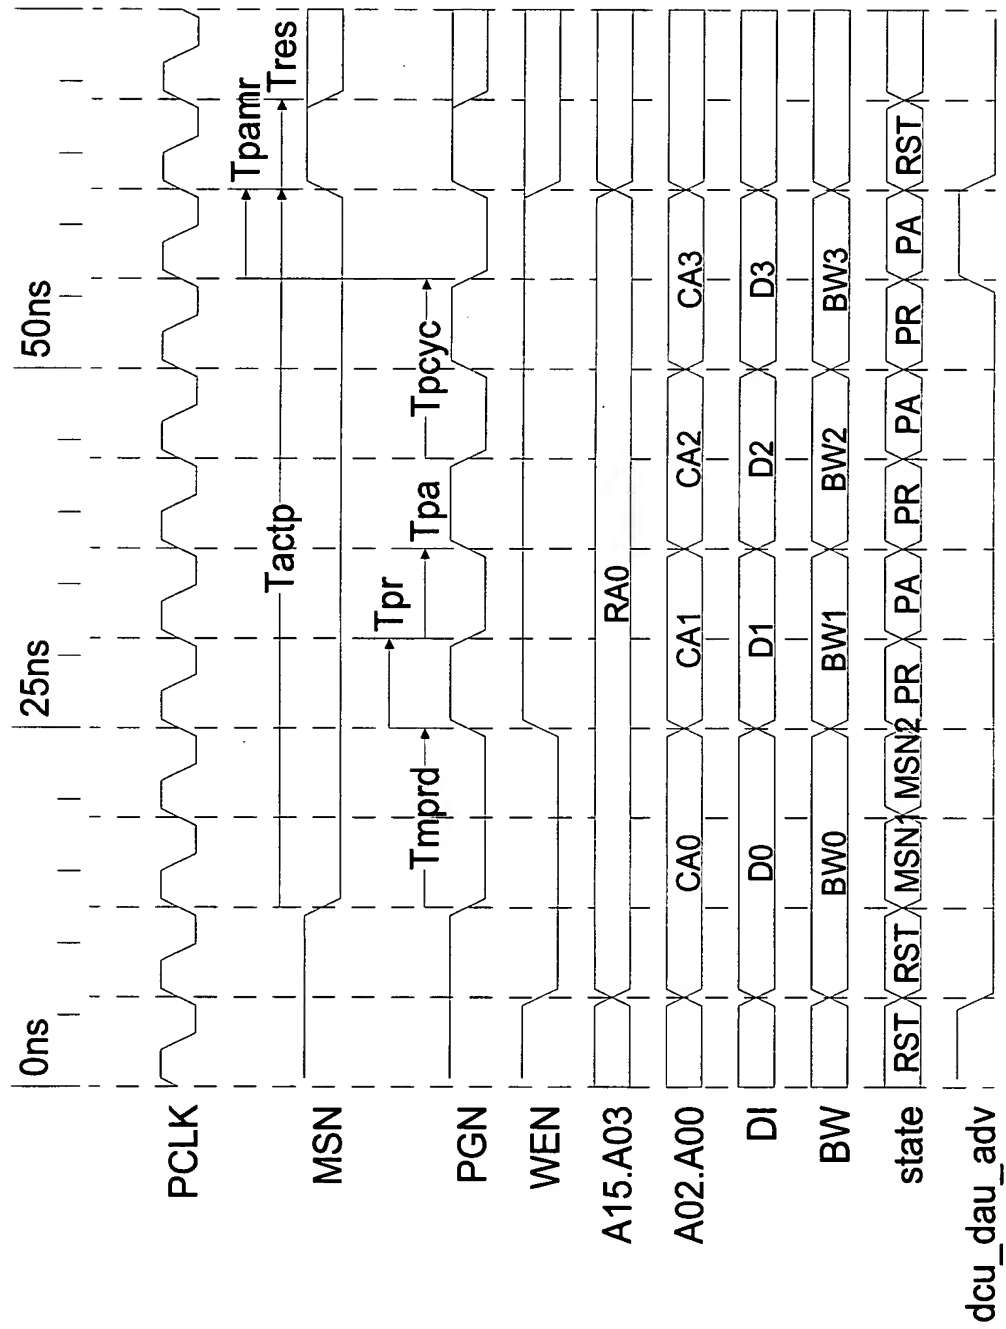 0ns 25ns 50ns
PCLK
Tpamr
MSN Tactp Tres
Tpr
PGN Tmprd Tpa Tpcyc
WEN
A15.A03 RA0
A02.A00 CA0 CA1 CA2 CA3
DI D0 D1 D2 D3
BW BW0 BW1 BW2 BW3
state RST RST MSN1 MSN2 PR PA PR PA PR PA RST
dcu_dau_adv